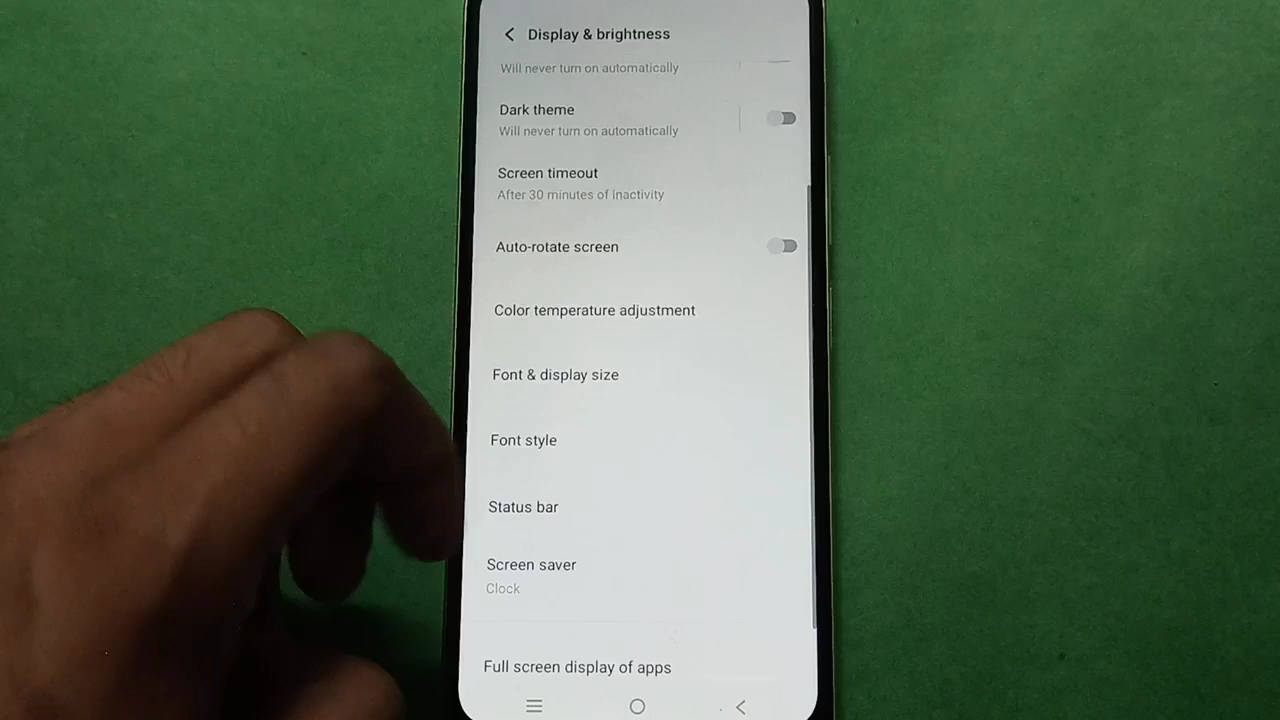 Display & brightness
Will never turn on automatically
Dark theme
Will never turn on automatically
Screen timeout
After 30 minutes of inactivity
Auto-rotate screen
Color temperature adjustment
Font & display size
Font style
Status bar
Screen saver
Clock
Full screen display of apps